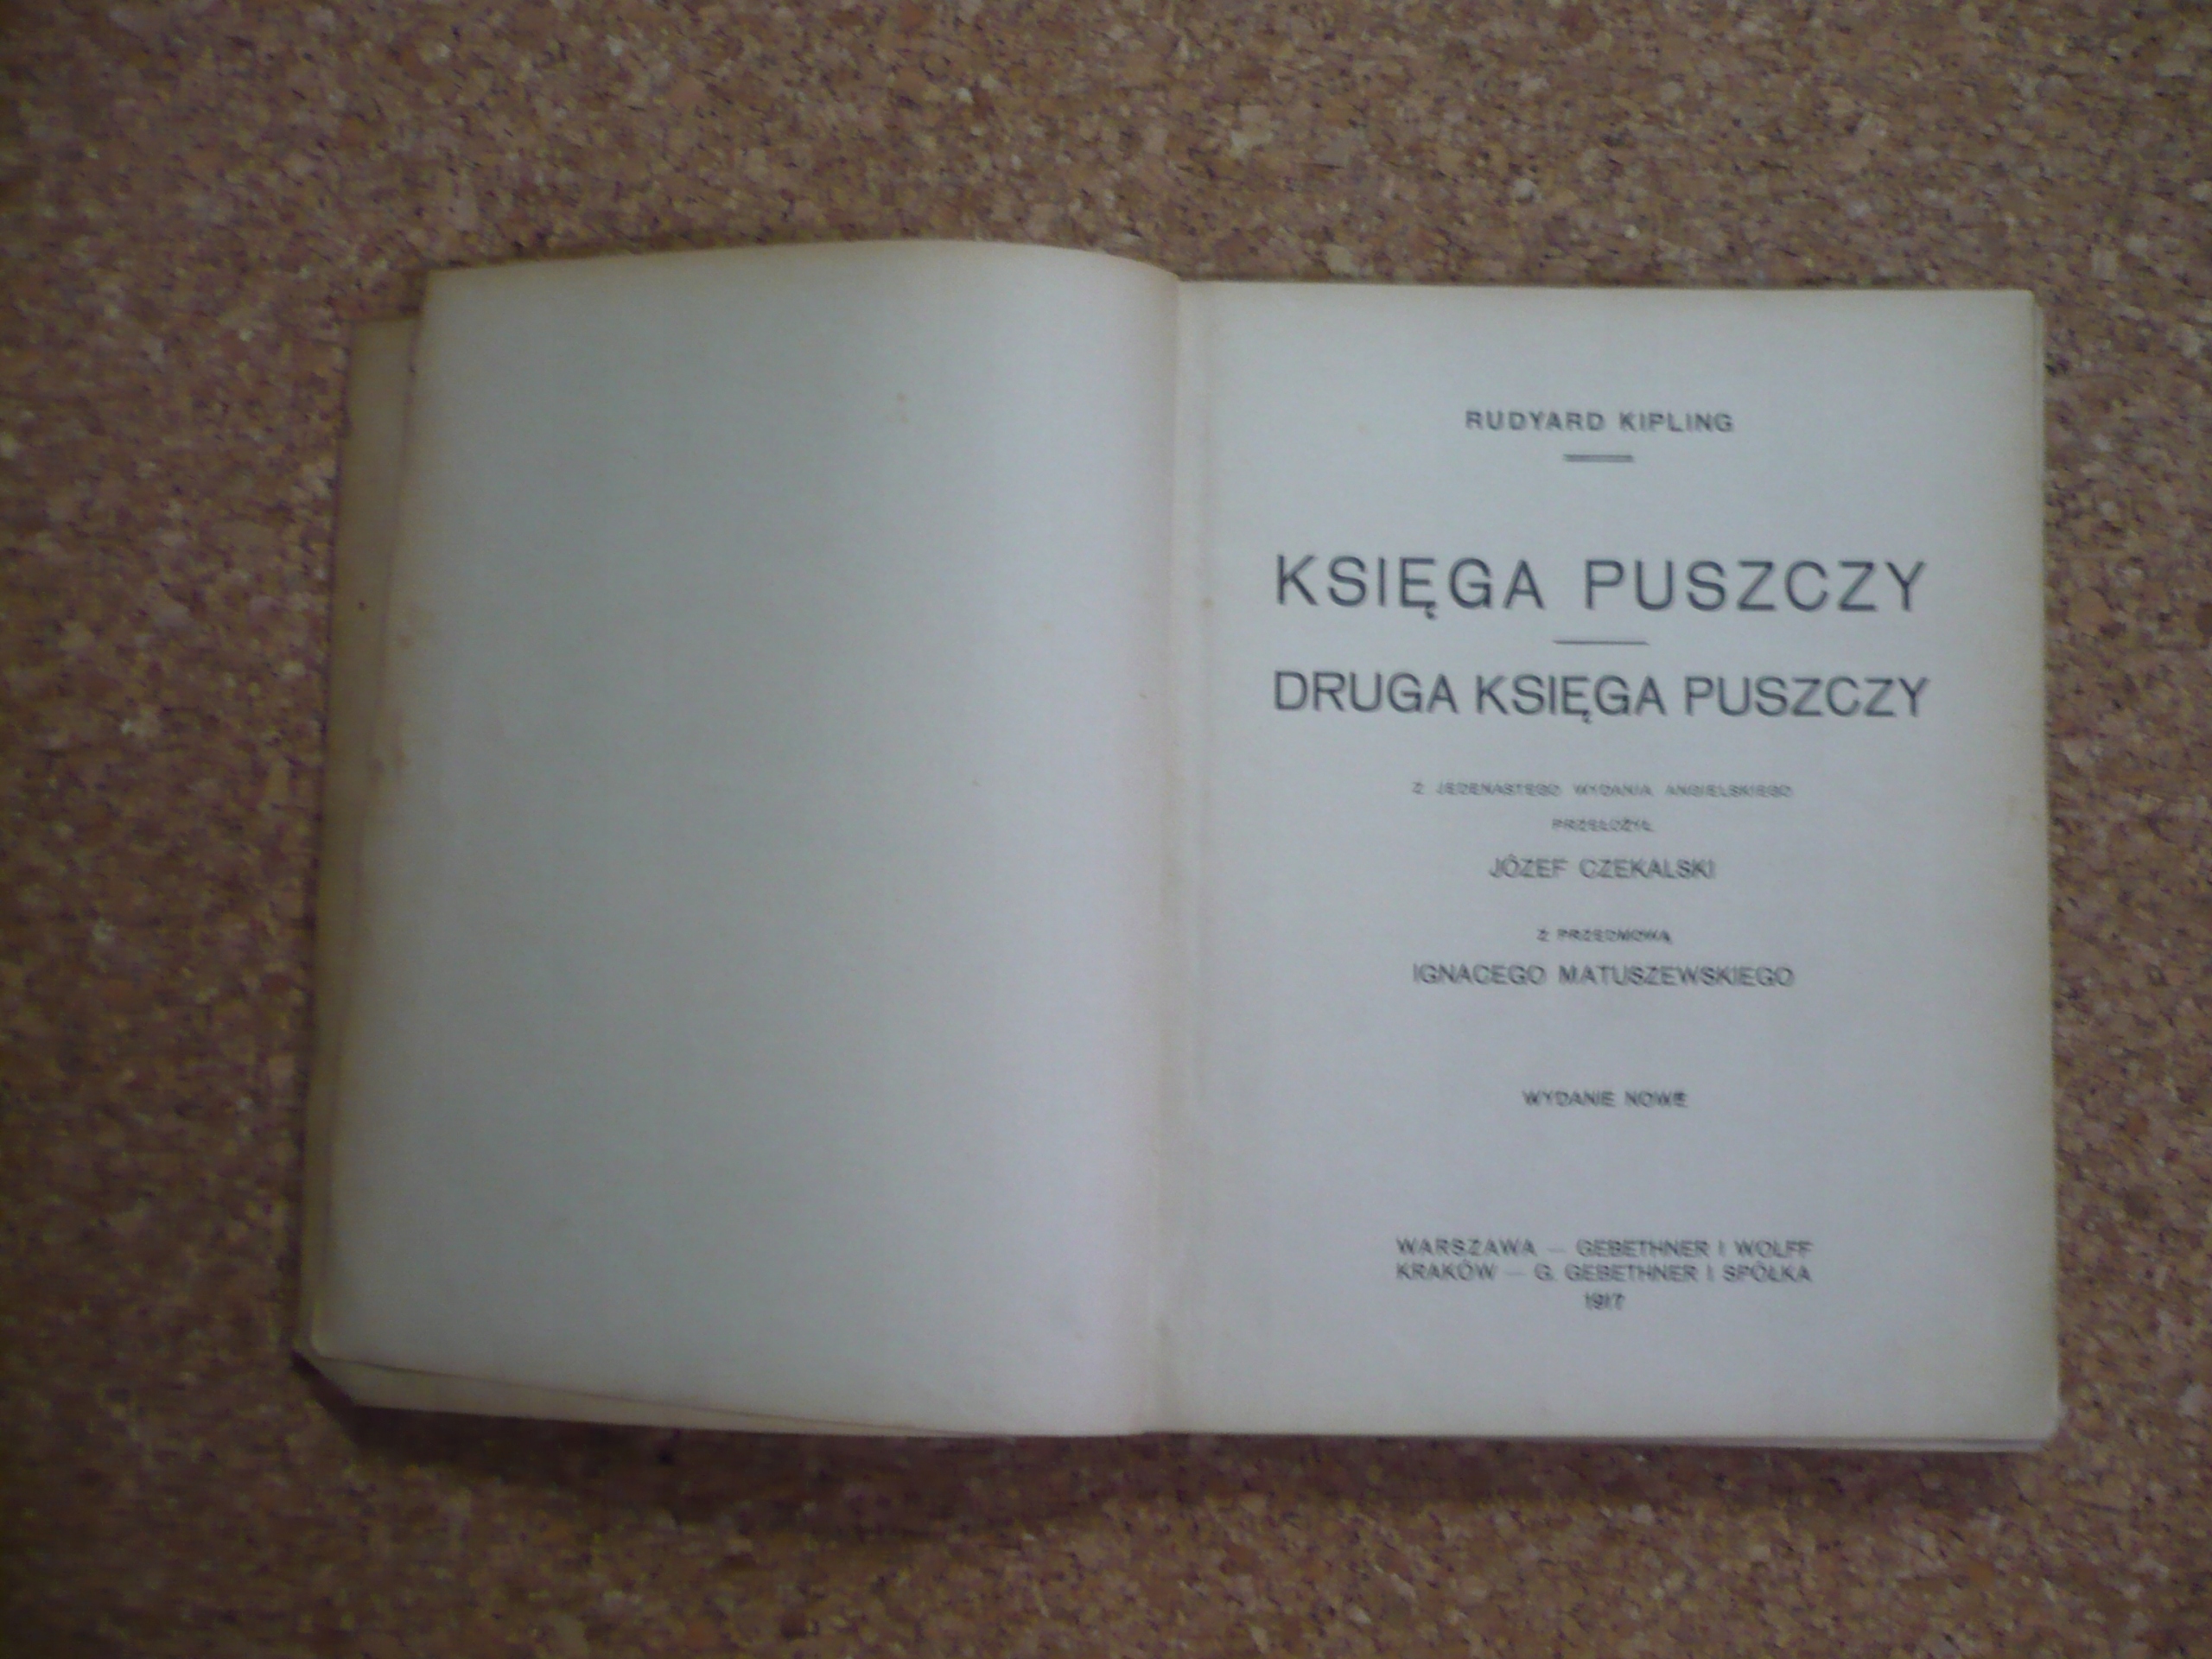 RUDYARD KIPLING
KSIĘGA PUSZCZY
DRUGA KSIĘGA PUSZCZY
Z JEDENASTEGO WYDANIA ANGIELSKIEGO
PRZEŁOŻYŁ
JÓZEF CZEKALSKI
Z PRZEDMOWĄ
IGNACEGO MATUSZEWSKIEGO
WYDANIE NOWE
WARSZAWA — GEBETHNER I WOLFF
KRAKÓW — G. GEBETHNER I SPÓŁKA
1917